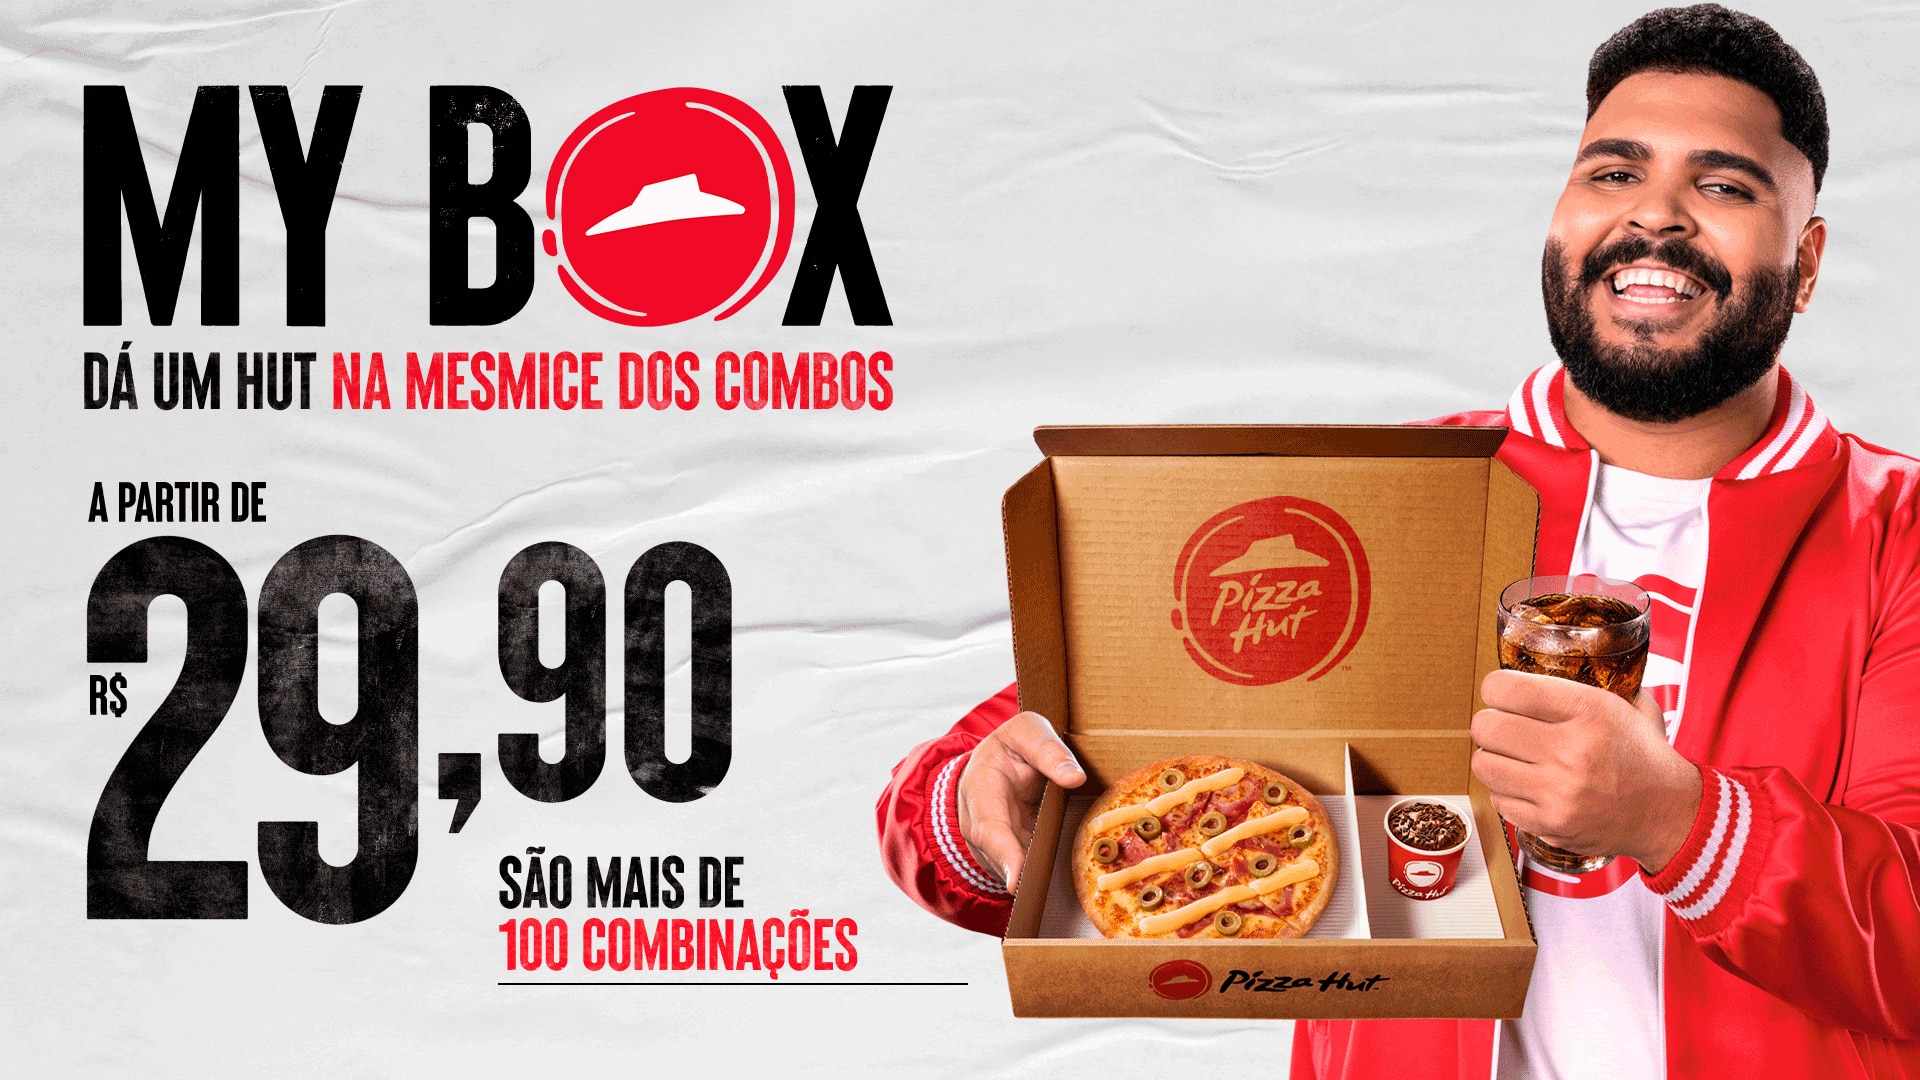 MY BOX
DÁ UM HUT NA MESMICE DOS COMBOS
A PARTIR DE
R$ 29,90
SÃO MAIS DE
100 COMBINAÇÕES
Pizza
Hut
TM
Pizza Hut
Pizza Hut